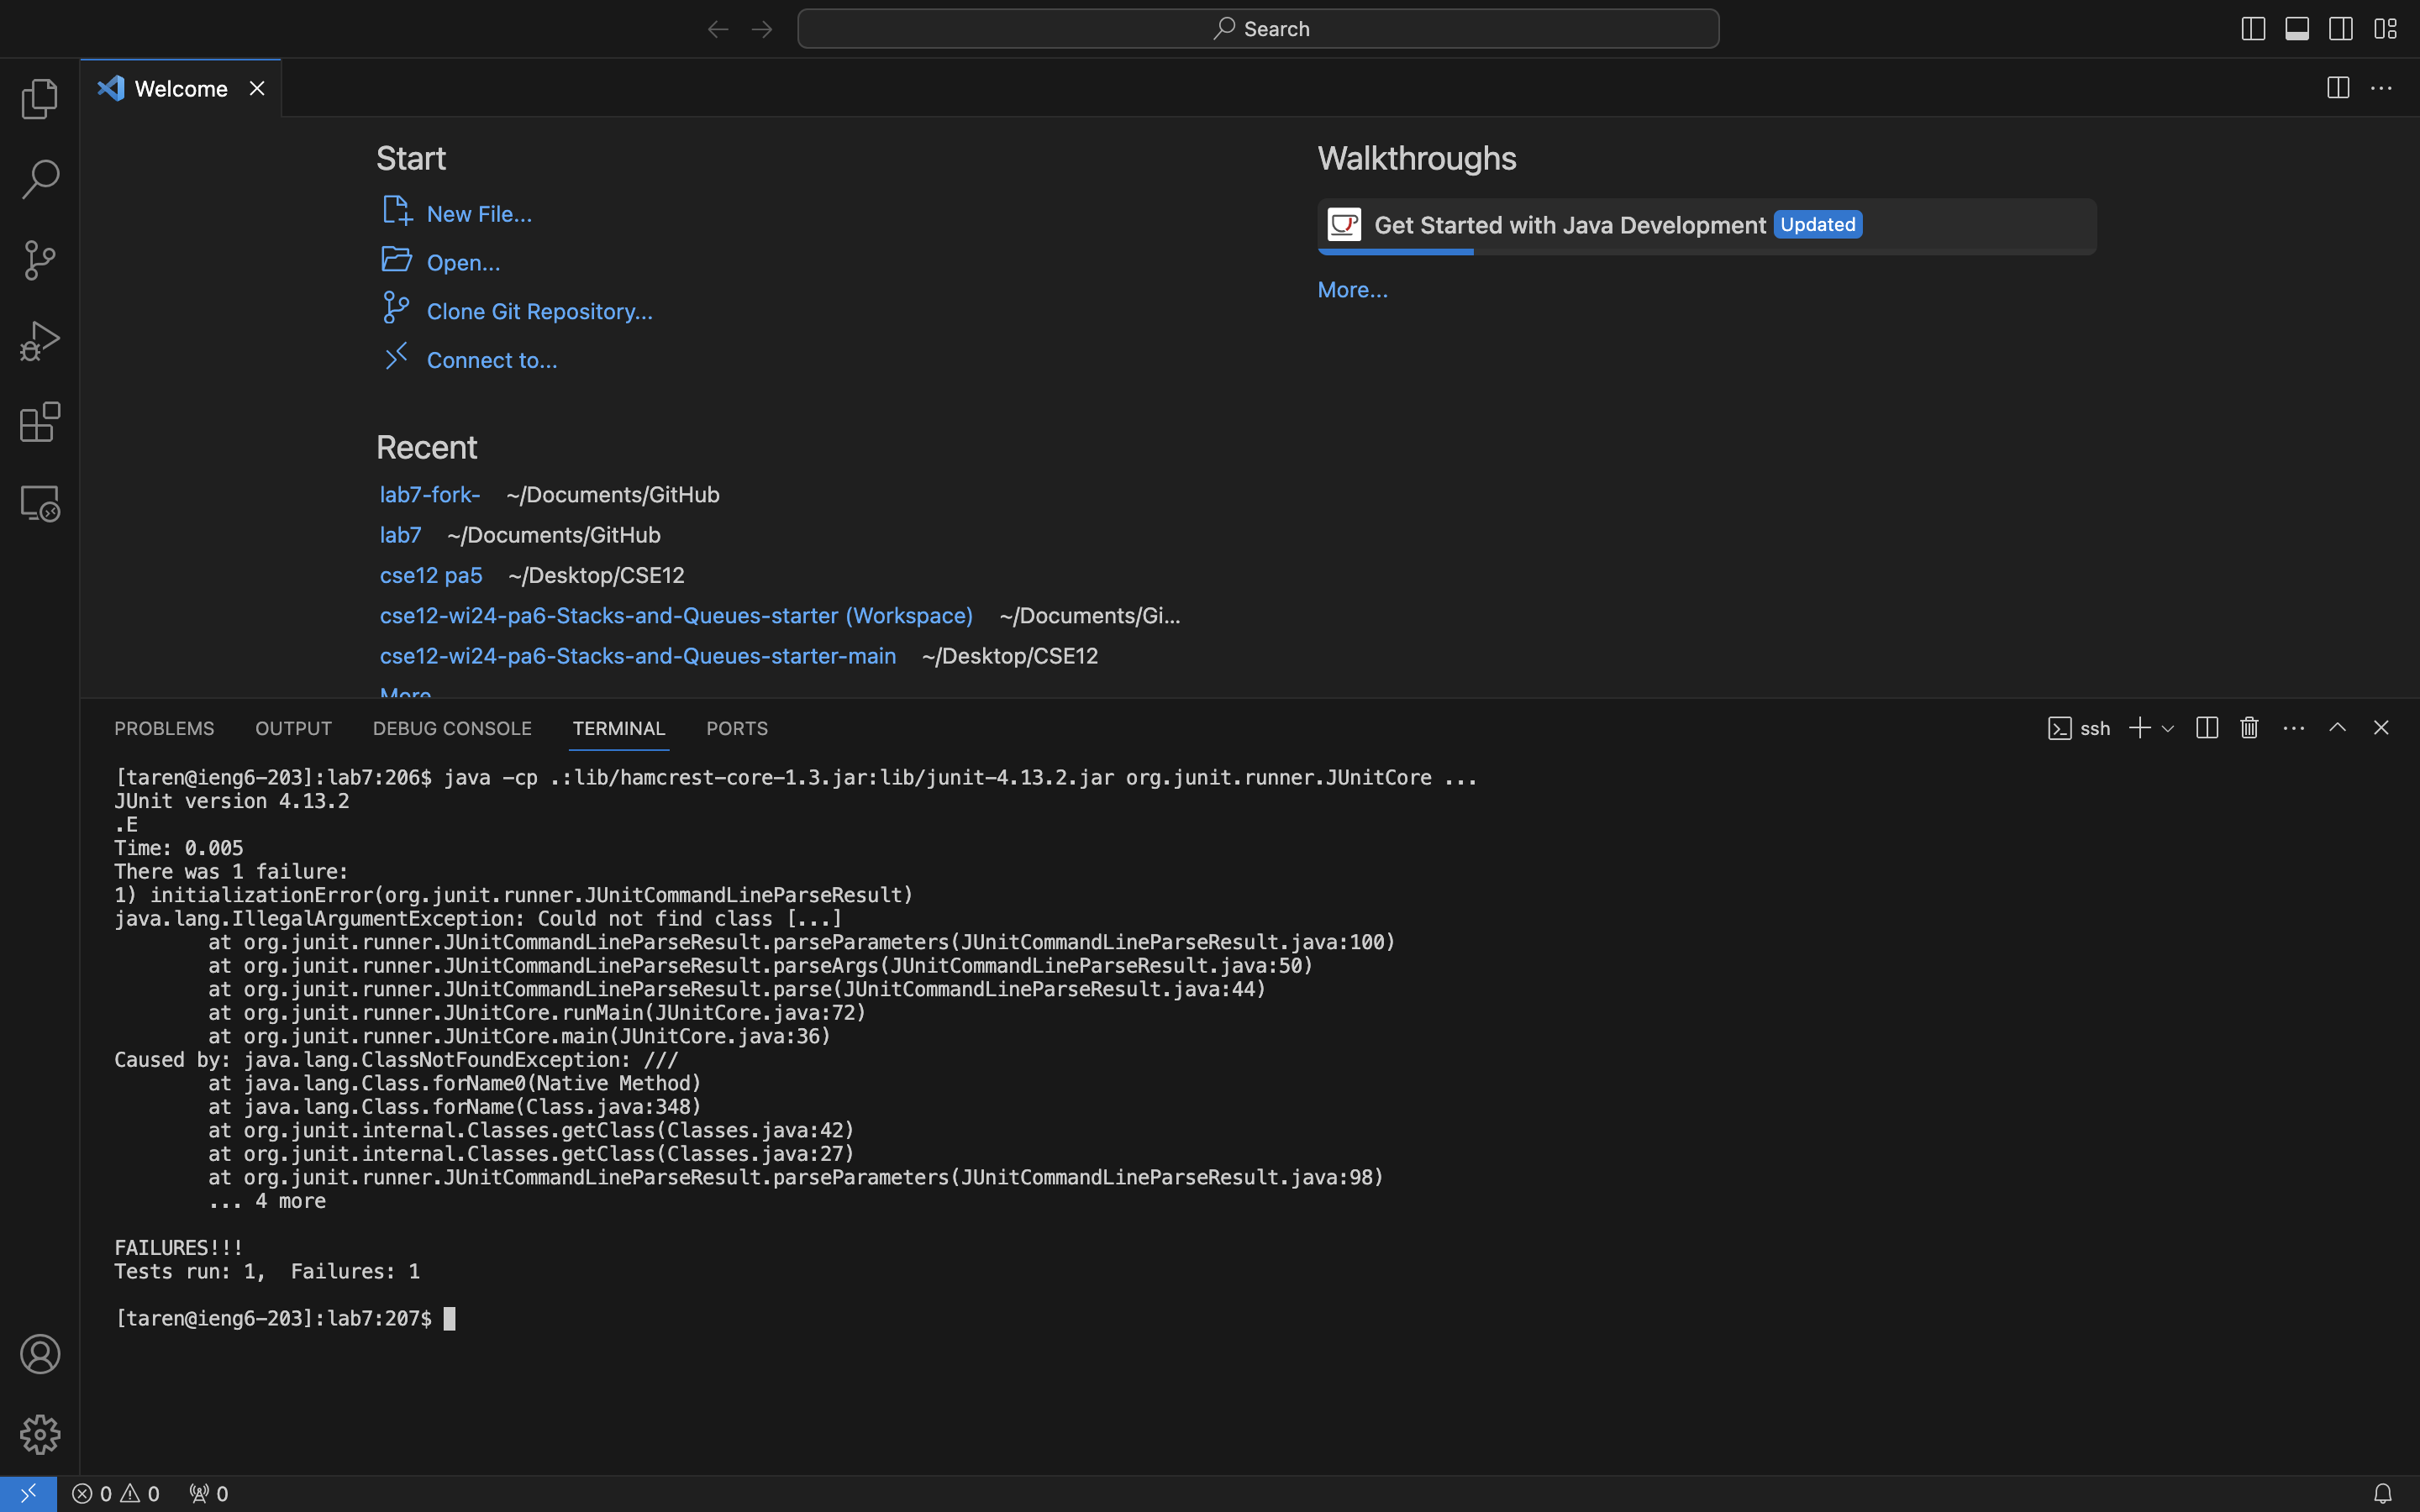 Search
Welcome
Start
New File...
Open...
Clone Git Repository...
Connect to...
Recent
lab7-fork- ~/Documents/GitHub
lab7 ~/Documents/GitHub
cse12 pa5 ~/Desktop/CSE12
cse12-wi24-pa6-Stacks-and-Queues-starter (Workspace) ~/Documents/Gi...
cse12-wi24-pa6-Stacks-and-Queues-starter-main ~/Desktop/CSE12
More
Walkthroughs
Get Started with Java Development Updated
More...
PROBLEMS OUTPUT DEBUG CONSOLE TERMINAL PORTS
ssh
[taren@ieng6-203]:lab7:206$ java -cp .:lib/hamcrest-core-1.3.jar:lib/junit-4.13.2.jar org.junit.runner.JUnitCore ...
JUnit version 4.13.2
.E
Time: 0.005
There was 1 failure:
1) initializationError(org.junit.runner.JUnitCommandLineParseResult)
java.lang.IllegalArgumentException: Could not find class [...]
at org.junit.runner.JUnitCommandLineParseResult.parseParameters(JUnitCommandLineParseResult.java:100)
at org.junit.runner.JUnitCommandLineParseResult.parseArgs(JUnitCommandLineParseResult.java:50)
at org.junit.runner.JUnitCommandLineParseResult.parse(JUnitCommandLineParseResult.java:44)
at org.junit.runner.JUnitCore.runMain(JUnitCore.java:72)
at org.junit.runner.JUnitCore.main(JUnitCore.java:36)
Caused by: java.lang.ClassNotFoundException: ///
at java.lang.Class.forName0(Native Method)
at java.lang.Class.forName(Class.java:348)
at org.junit.internal.Classes.getClass(Classes.java:42)
at org.junit.internal.Classes.getClass(Classes.java:27)
at org.junit.runner.JUnitCommandLineParseResult.parseParameters(JUnitCommandLineParseResult.java:98)
... 4 more
FAILURES!!!
Tests run: 1,  Failures: 1
[taren@ieng6-203]:lab7:207$
0 0 0